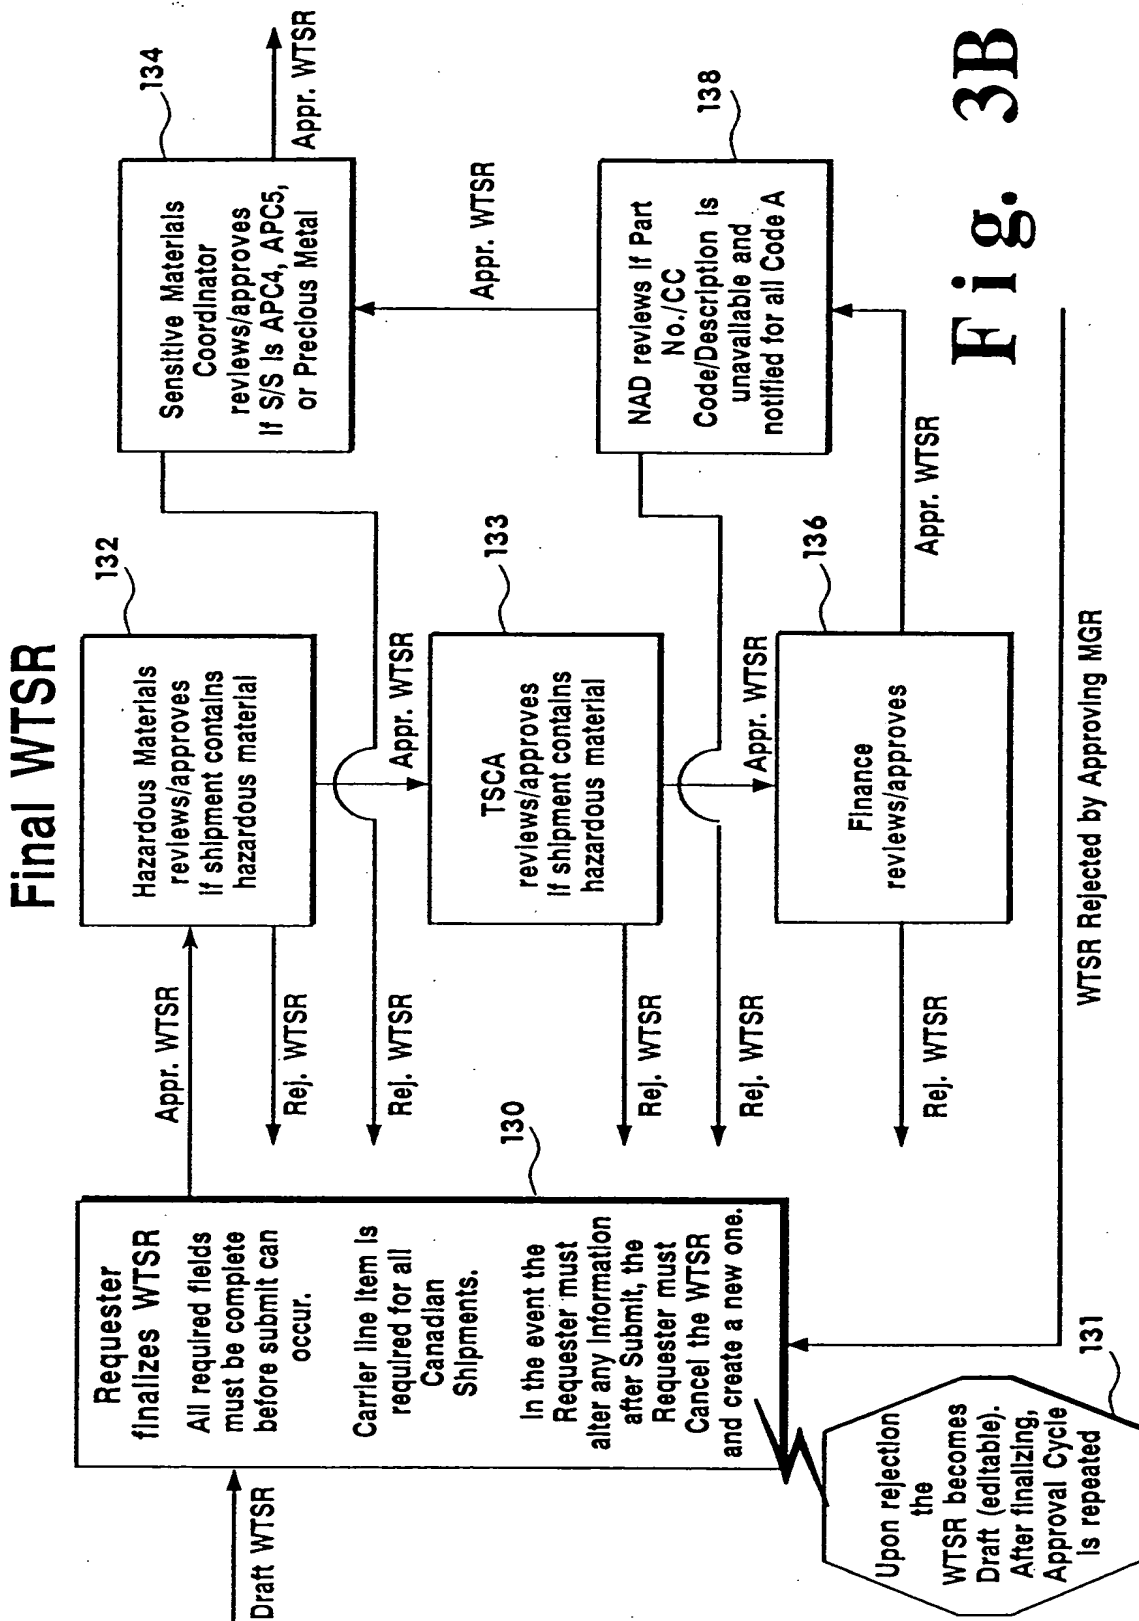 Final WTSR
Draft WTSR
Requester
finalizes WTSR
All required fields
must be complete
before submit can
occur.
Carrier line item is
required for all
Canadian
Shipments.
In the event the
Requester must
alter any Information
after Submit, the
Requester must
Cancel the WTSR
and create a new one.
130
Upon rejection
the
WTSR becomes
Draft (editable).
After finalizing,
Approval Cycle
is repeated
131
Appr. WTSR
Rej. WTSR
Rej. WTSR
Rej. WTSR
Rej. WTSR
Rej. WTSR
Hazardous Materials
reviews/approves
If shipment contains
hazardous material
132
Appr. WTSR
TSCA
reviews/approves
If shipment contains
hazardous material
133
Appr. WTSR
Finance
reviews/approves
136
Appr. WTSR
WTSR Rejected by Approving MGR
Sensitive Materials
Coordinator
reviews/approves
If S/S is APC4, APC5,
or Precious Metal
134
Appr. WTSR
Appr. WTSR
NAD reviews If Part
No./CC
Code/Description Is
unavailable and
notified for all Code A
138
Fig. 3B